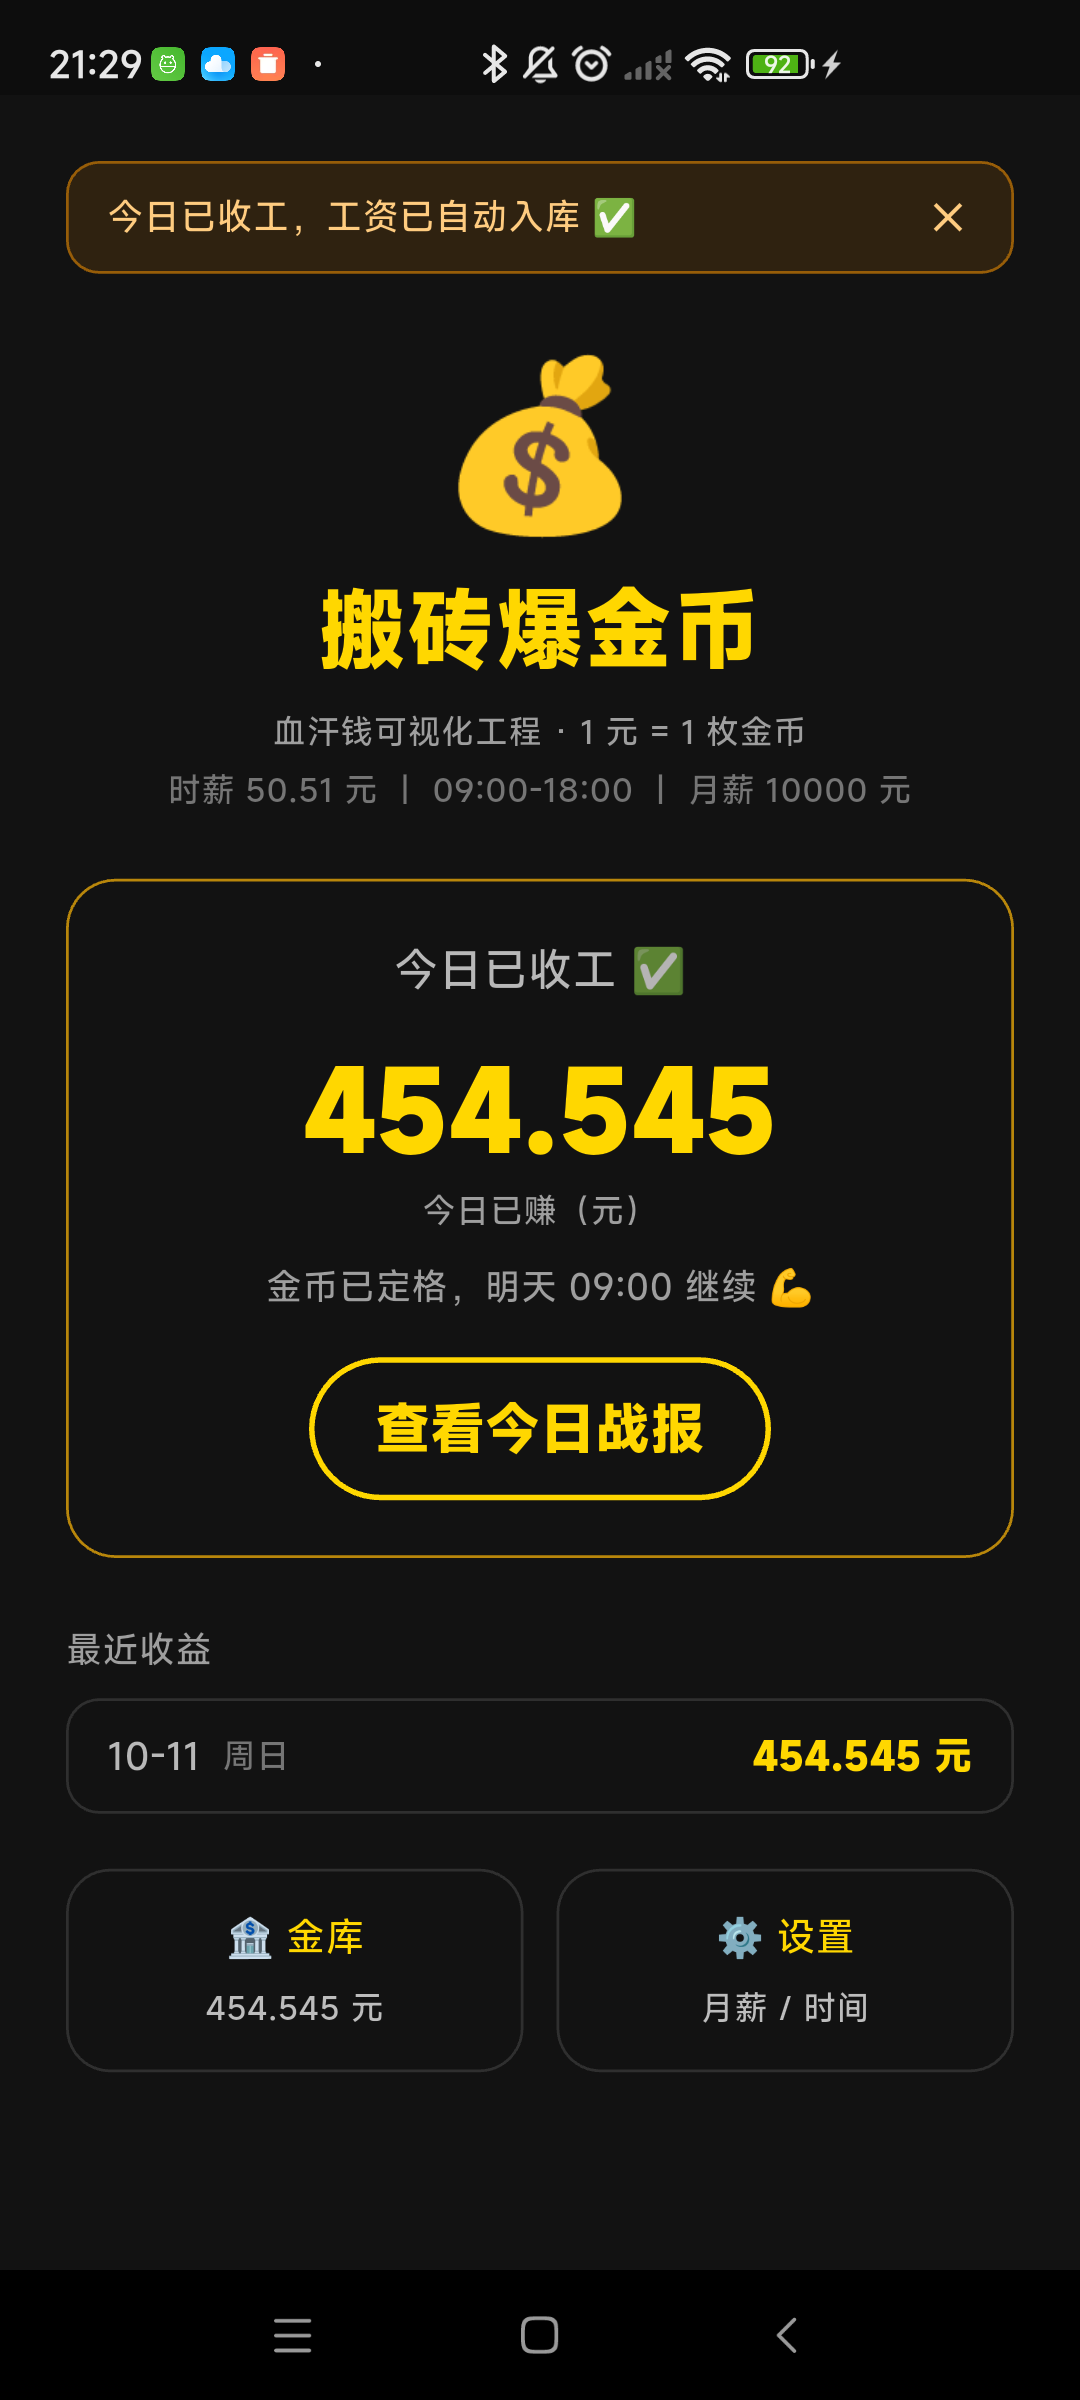 21:29
92
今日已收工，工资已自动入库 ✅
搬砖爆金币
血汗钱可视化工程 · 1 元 = 1 枚金币
时薪 50.51 元 | 09:00-18:00 | 月薪 10000 元
今日已收工 ✅
454.545
今日已赚（元）
金币已定格，明天 09:00 继续 💪
查看今日战报
最近收益
10-11 周日 454.545 元
🏦 金库
454.545 元
⚙️ 设置
月薪 / 时间